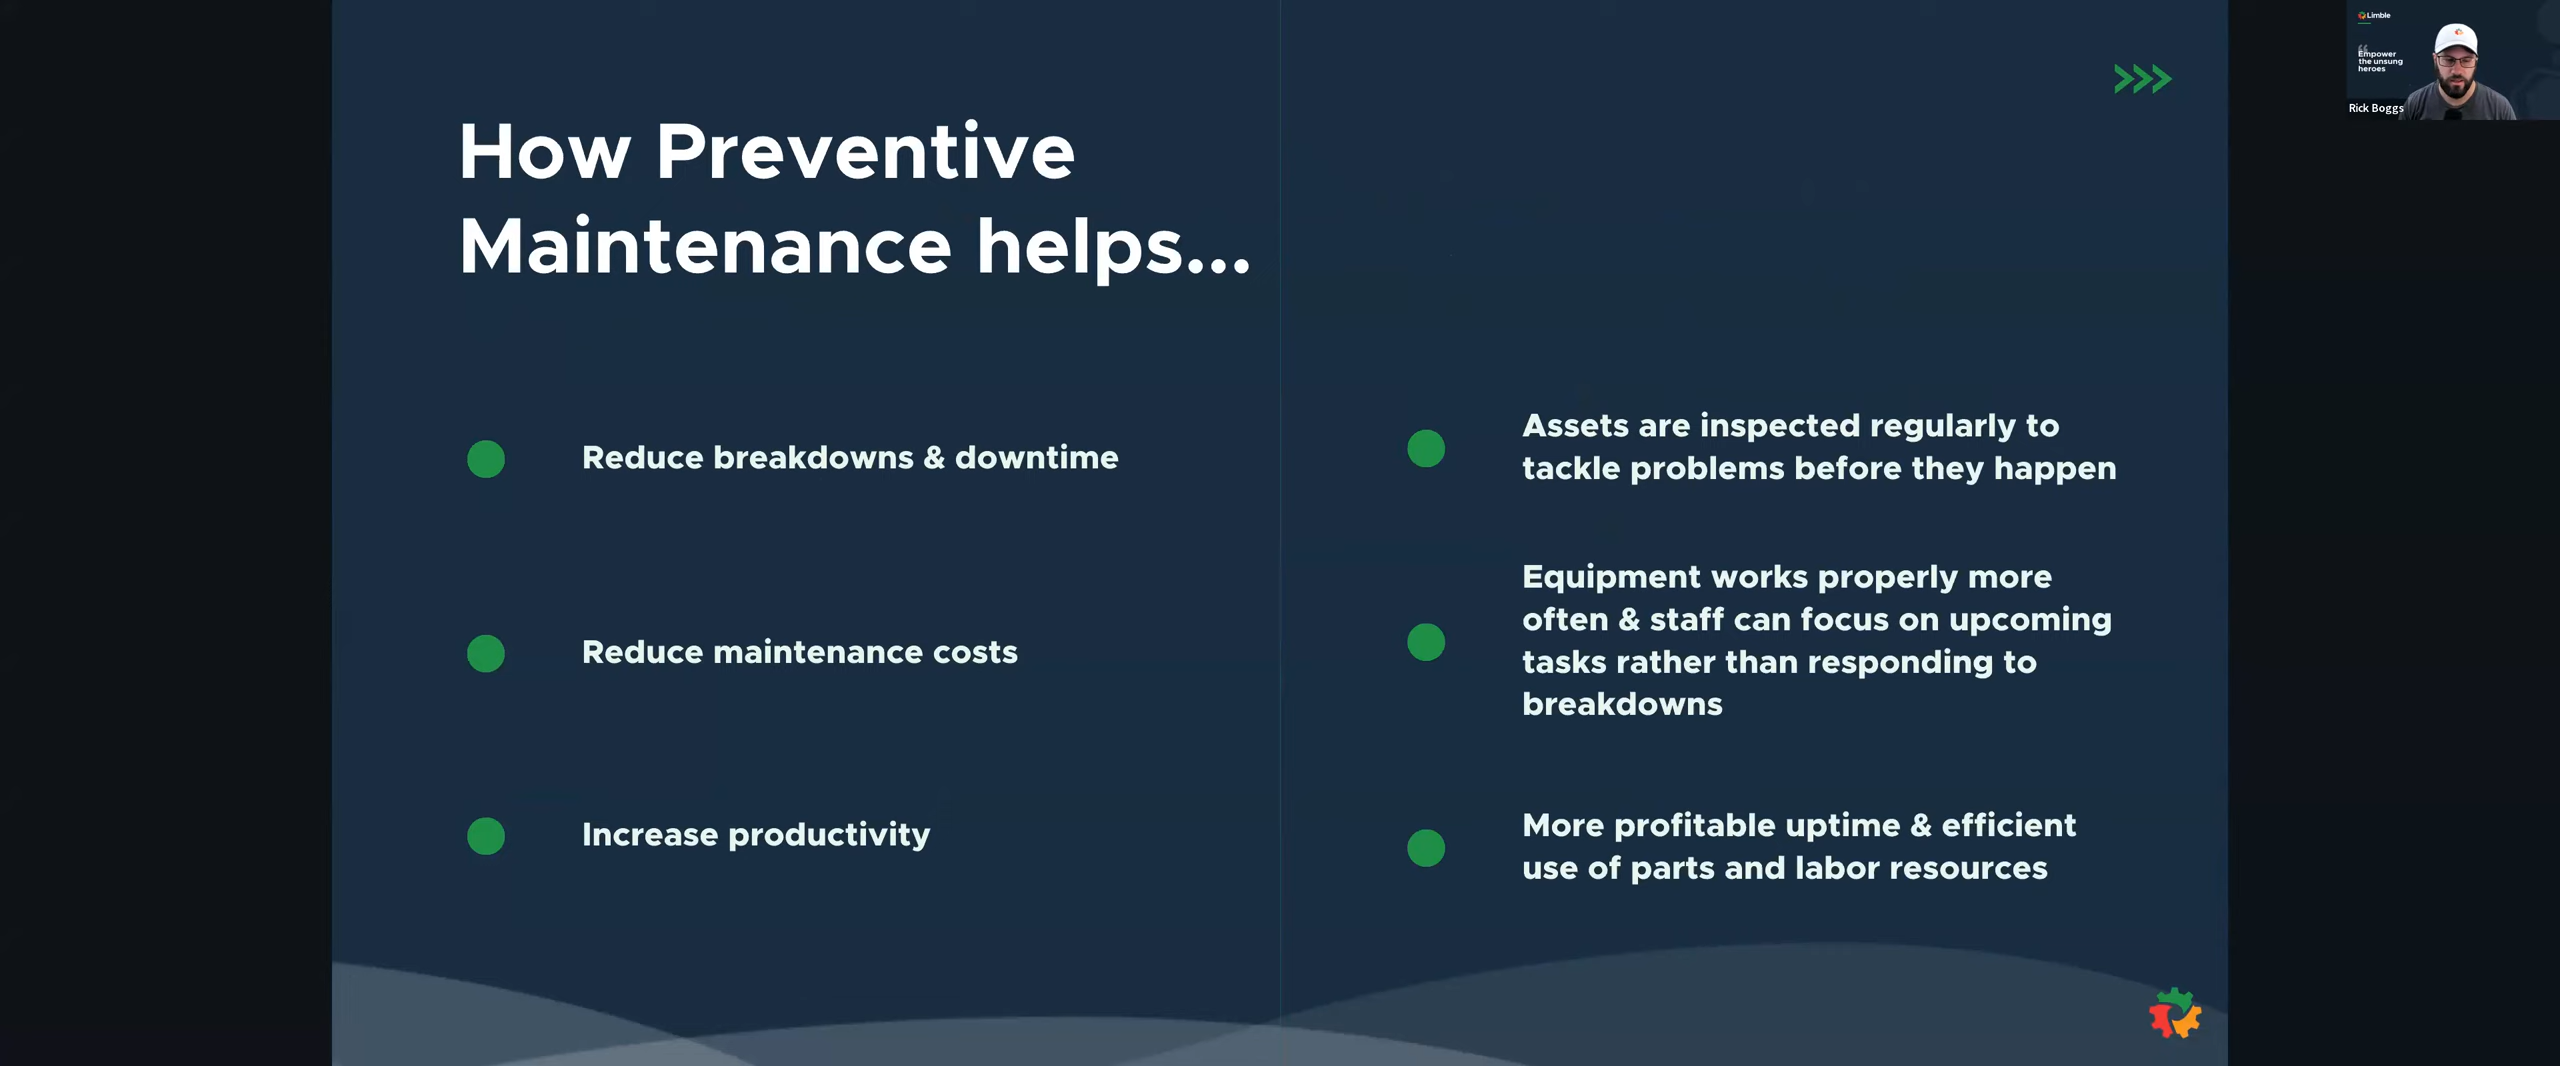 How Preventive
Maintenance helps...
Reduce breakdowns & downtime
Reduce maintenance costs
Increase productivity
Assets are inspected regularly to
tackle problems before they happen
Equipment works properly more
often & staff can focus on upcoming
tasks rather than responding to
breakdowns
More profitable uptime & efficient
use of parts and labor resources
Limble
Empower
the unsung
heroes
Rick Boggs